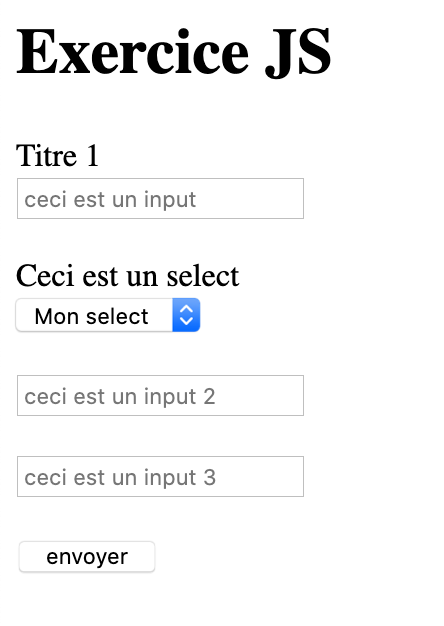 Exercice JS
Titre 1
ceci est un input
Ceci est un select
Mon select
ceci est un input 2
ceci est un input 3
envoyer